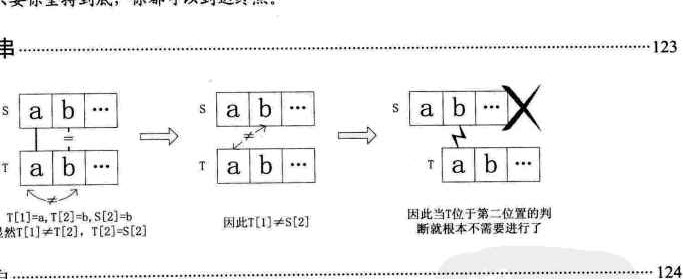 要你坚持到底，你都可以到达终点。
串 123
S a b …
T a b …
=
≠
T[1]=a, T[2]=b, S[2]=b
显然T[1]≠T[2], T[2]=S[2]
S a b …
≠
T a b …
因此T[1]≠S[2]
S a b …
T a b …
因此当T位于第二位置的判
断就根本不需要进行了
124